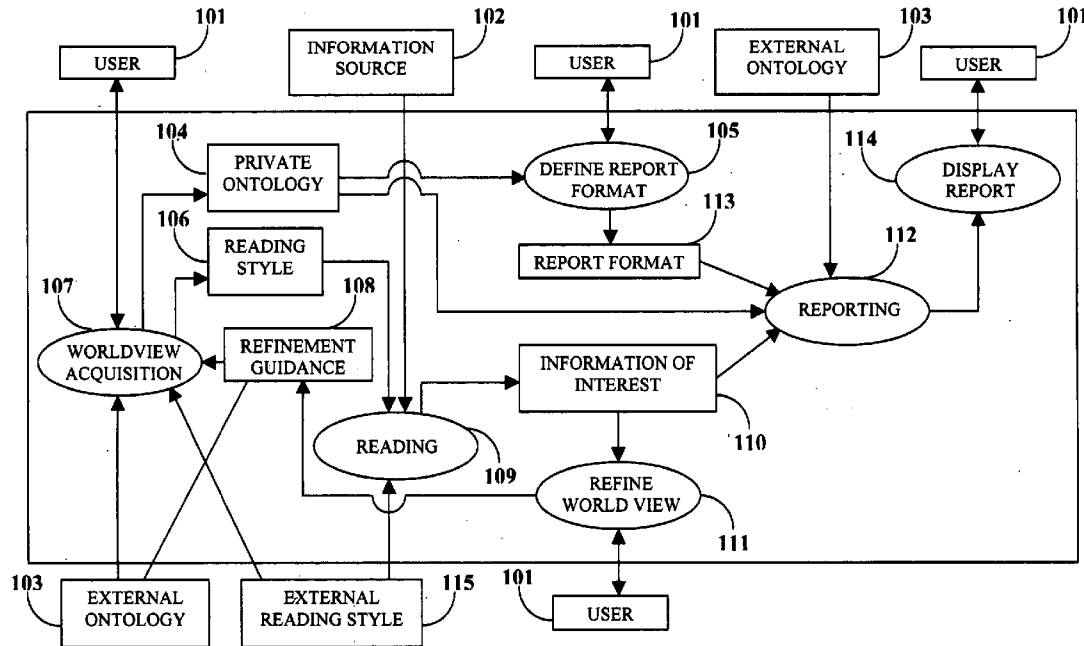 101
102
101
103
101
USER
INFORMATION
SOURCE
USER
EXTERNAL
ONTOLOGY
USER
104
PRIVATE
ONTOLOGY
105
DEFINE REPORT
FORMAT
114
DISPLAY
REPORT
106
READING
STYLE
113
REPORT FORMAT
112
REPORTING
107
WORLDVIEW
ACQUISITION
108
REFINEMENT
GUIDANCE
INFORMATION OF
INTEREST
110
READING
109
REFINE
WORLD VIEW
111
103
EXTERNAL
ONTOLOGY
EXTERNAL
READING STYLE
115
101
USER